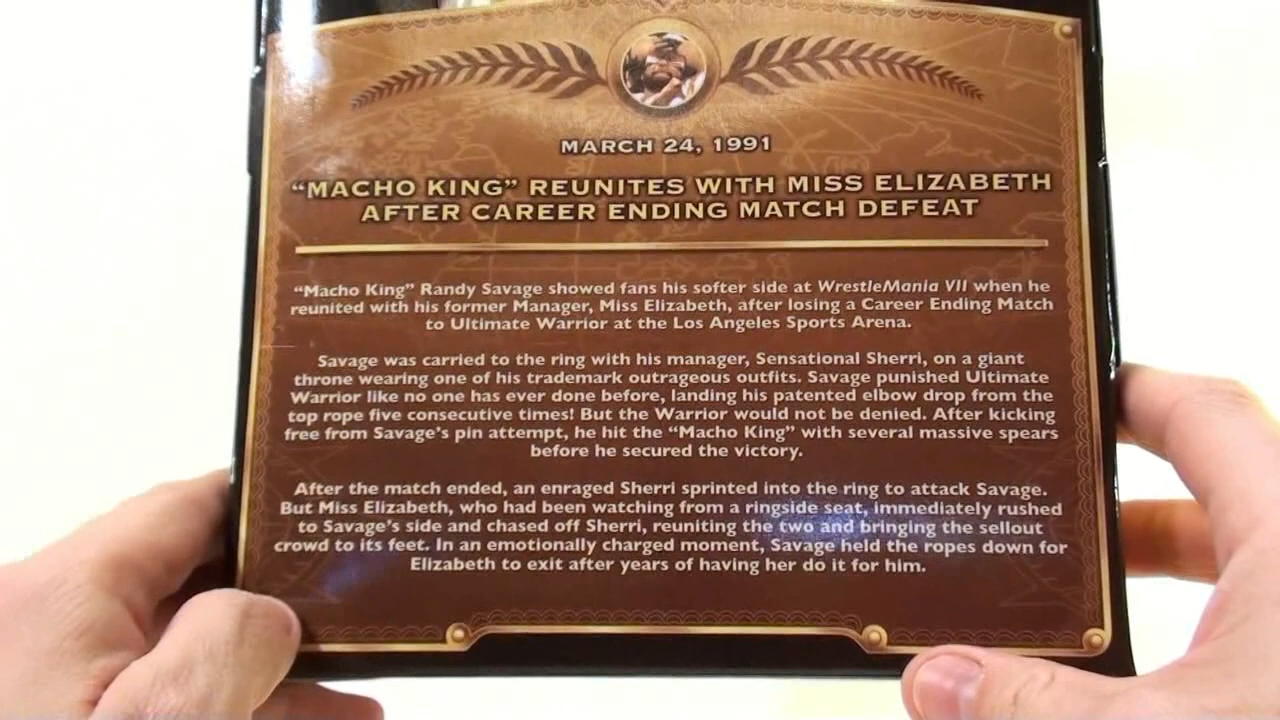 MARCH 24, 1991
“MACHO KING” REUNITES WITH MISS ELIZABETH
AFTER CAREER ENDING MATCH DEFEAT
“Macho King” Randy Savage showed fans his softer side at WrestleMania VII when he
reunited with his former Manager, Miss Elizabeth, after losing a Career Ending Match
to Ultimate Warrior at the Los Angeles Sports Arena.
Savage was carried to the ring with his manager, Sensational Sherri, on a giant
throne wearing one of his trademark outrageous outfits. Savage punished Ultimate
Warrior like no one has ever done before, landing his patented elbow drop from the
top rope five consecutive times! But the Warrior would not be denied. After kicking
free from Savage’s pin attempt, he hit the “Macho King” with several massive spears
before he secured the victory.
After the match ended, an enraged Sherri sprinted into the ring to attack Savage.
But Miss Elizabeth, who had been watching from a ringside seat, immediately rushed
to Savage’s side and chased off Sherri, reuniting the two and bringing the sellout
crowd to its feet. In an emotionally charged moment, Savage held the ropes down for
Elizabeth to exit after years of having her do it for him.